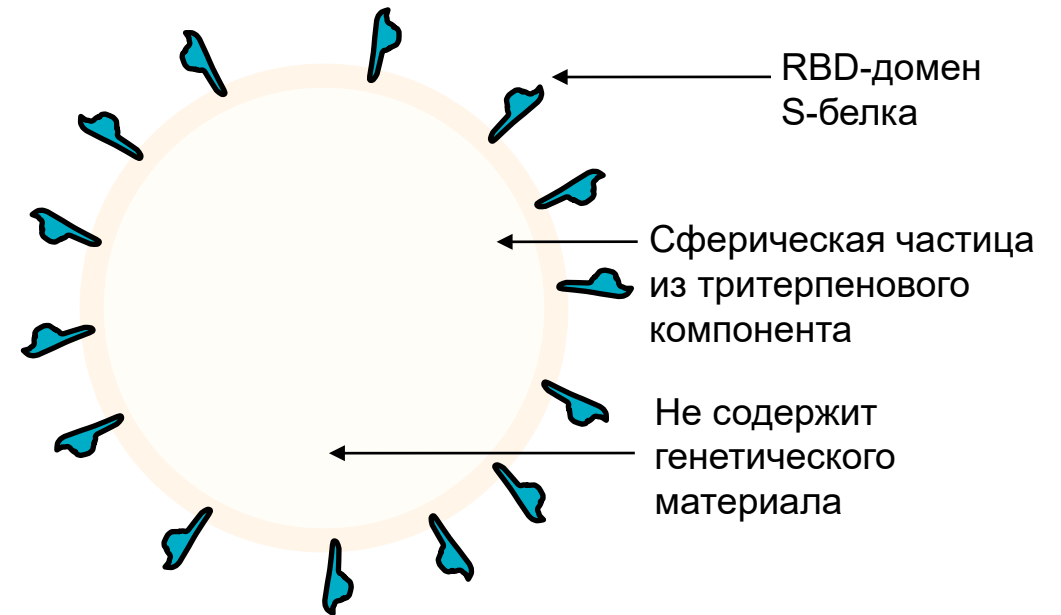 RBD-домен
S-белка
Сферическая частица
из тритерпенового
компонента
Не содержит
генетического
материала